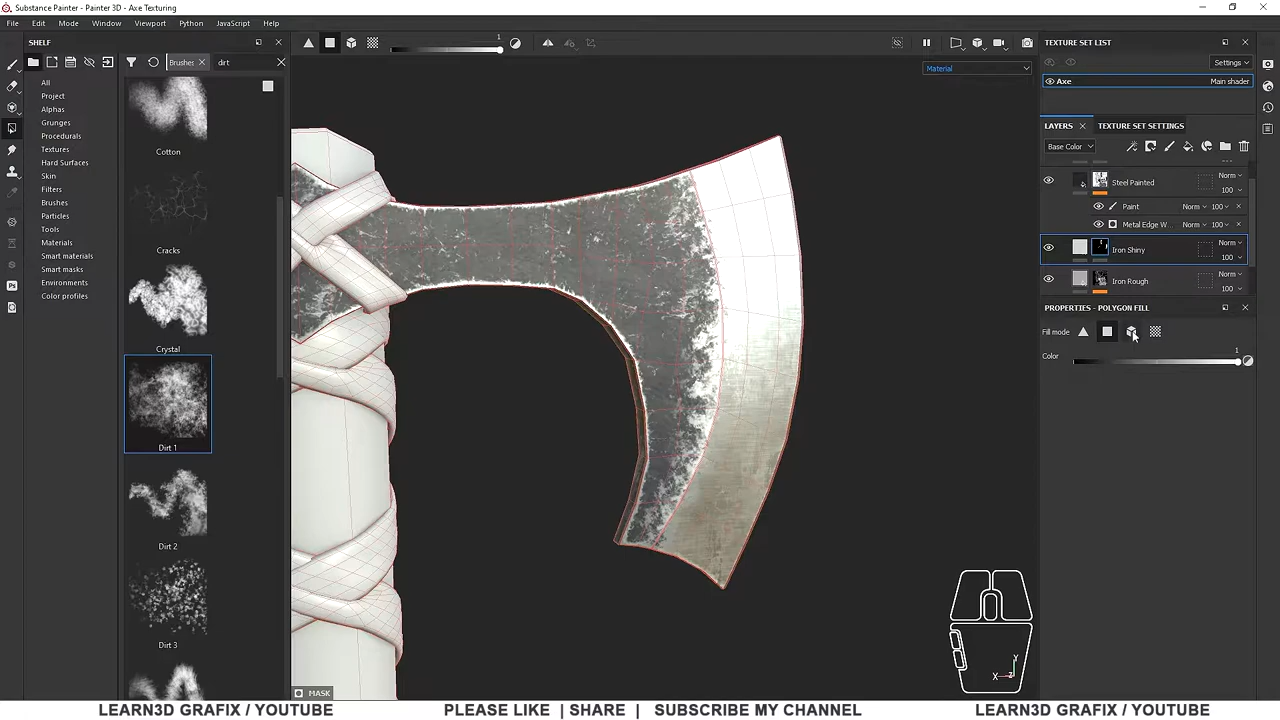 Substance Painter - Painter 3D - Axe Texturing
File Edit Mode Window Viewport Python JavaScript Help
SHELF
Brushes dirt
All
Project
Alphas
Grunges
Procedurals
Textures
Hard Surfaces
Skin
Filters
Brushes
Particles
Tools
Materials
Smart materials
Smart masks
Environments
Color profiles
Cotton
Cracks
Crystal
Dirt 1
Dirt 2
Dirt 3
1
Material
MASK
X Z Y
TEXTURE SET LIST
Settings
Axe Main shader
LAYERS TEXTURE SET SETTINGS
Base Color
Steel Painted Norm 100
Paint Norm 100
Metal Edge W... Norm 100
Iron Shiny Norm 100
Iron Rough Norm 100
PROPERTIES - POLYGON FILL
Fill mode
Color 1
LEARN3D GRAFIX / YOUTUBE PLEASE LIKE | SHARE | SUBSCRIBE MY CHANNEL LEARN3D GRAFIX / YOUTUBE